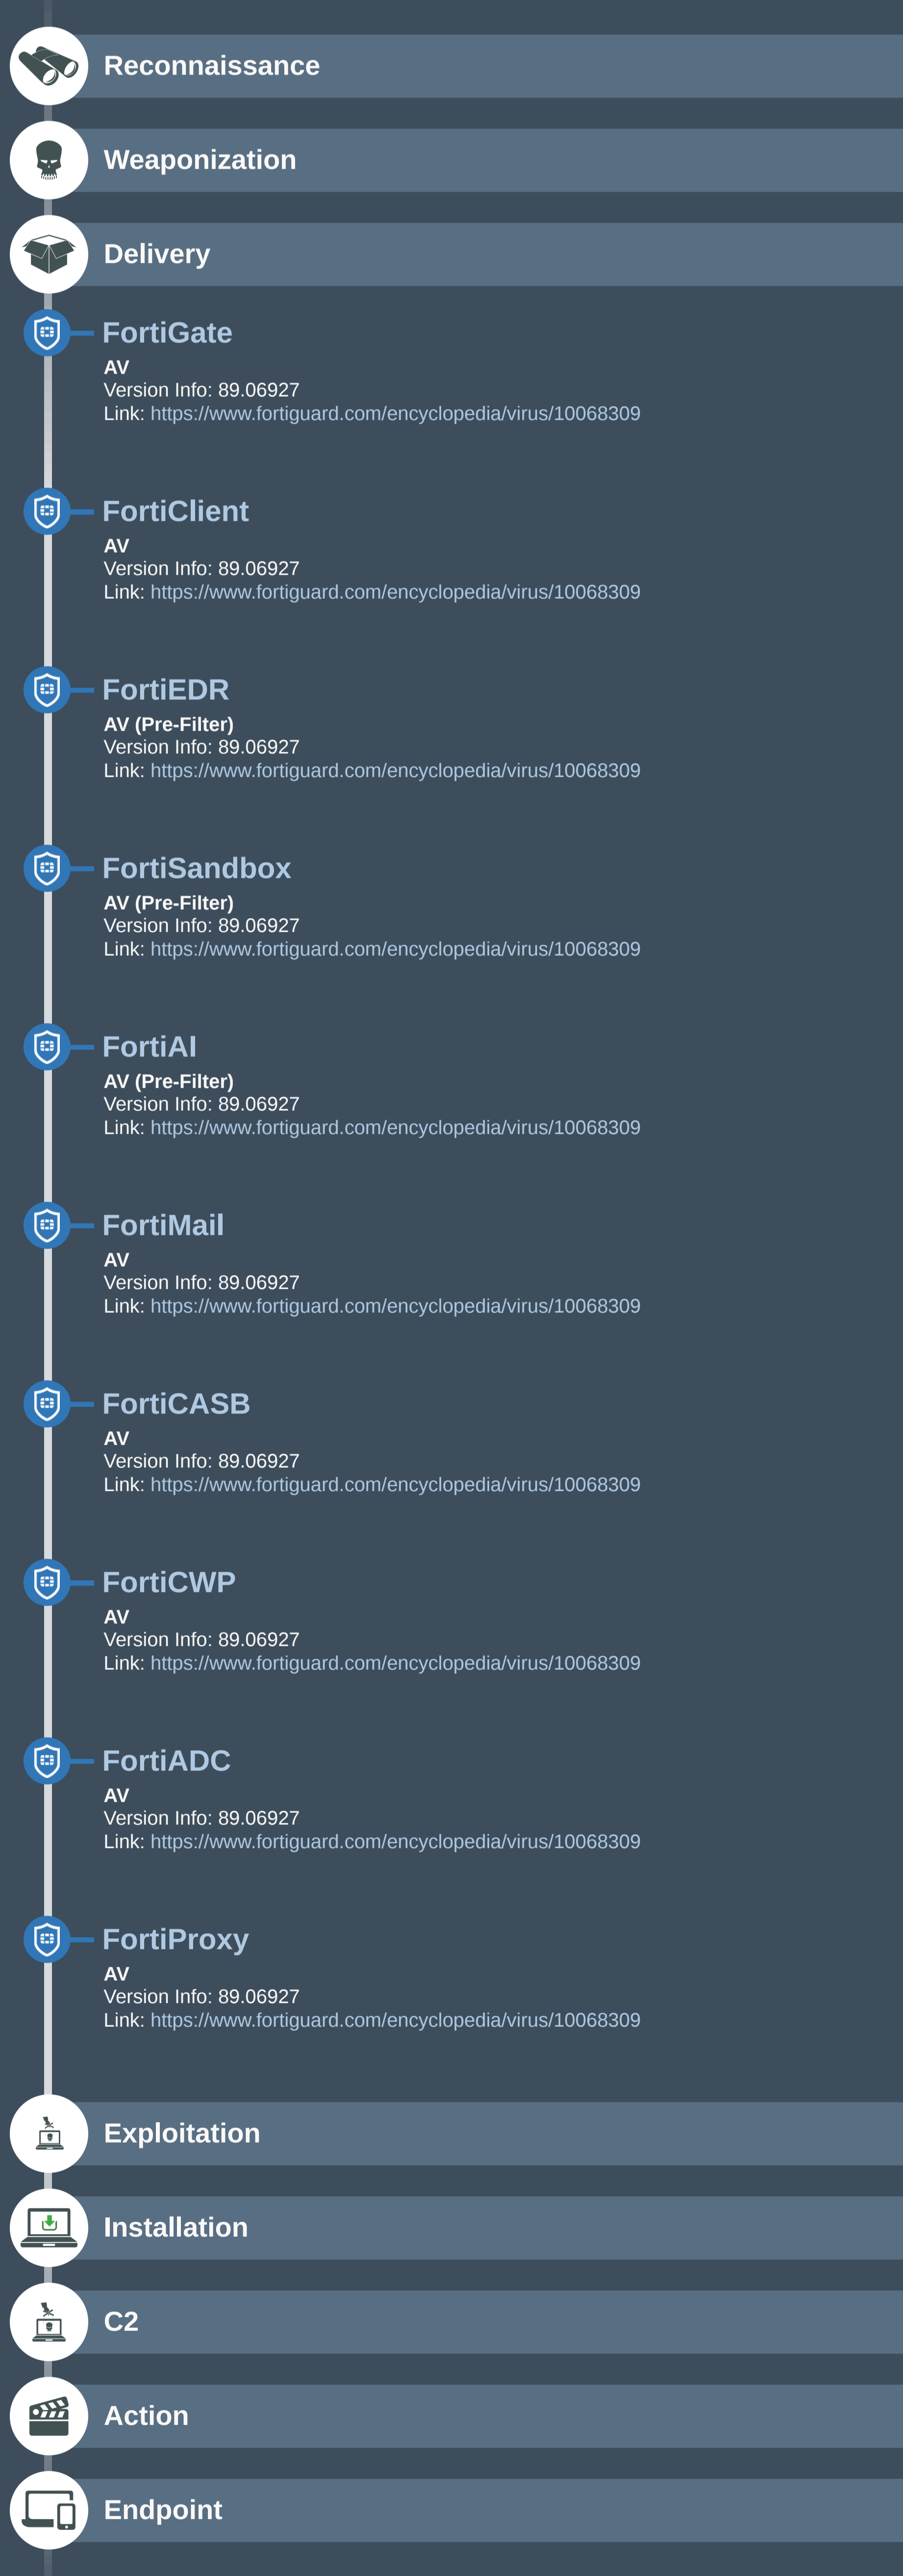 Reconnaissance
Weaponization
Delivery
FortiGate
AV
Version Info: 89.06927
Link: https://www.fortiguard.com/encyclopedia/virus/10068309
FortiClient
AV
Version Info: 89.06927
Link: https://www.fortiguard.com/encyclopedia/virus/10068309
FortiEDR
AV (Pre-Filter)
Version Info: 89.06927
Link: https://www.fortiguard.com/encyclopedia/virus/10068309
FortiSandbox
AV (Pre-Filter)
Version Info: 89.06927
Link: https://www.fortiguard.com/encyclopedia/virus/10068309
FortiAI
AV (Pre-Filter)
Version Info: 89.06927
Link: https://www.fortiguard.com/encyclopedia/virus/10068309
FortiMail
AV
Version Info: 89.06927
Link: https://www.fortiguard.com/encyclopedia/virus/10068309
FortiCASB
AV
Version Info: 89.06927
Link: https://www.fortiguard.com/encyclopedia/virus/10068309
FortiCWP
AV
Version Info: 89.06927
Link: https://www.fortiguard.com/encyclopedia/virus/10068309
FortiADC
AV
Version Info: 89.06927
Link: https://www.fortiguard.com/encyclopedia/virus/10068309
FortiProxy
AV
Version Info: 89.06927
Link: https://www.fortiguard.com/encyclopedia/virus/10068309
Exploitation
Installation
C2
Action
Endpoint